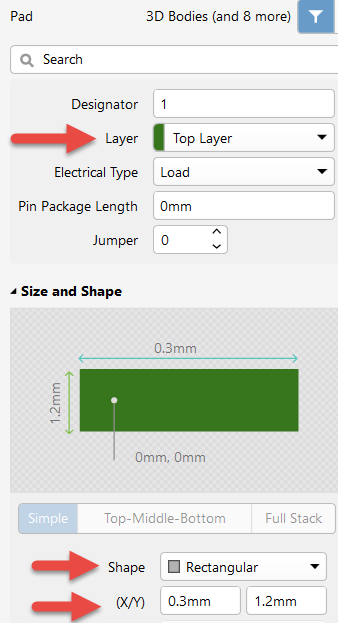 Pad 3D Bodies (and 8 more)
Search
Designator 1
Layer Top Layer
Electrical Type Load
Pin Package Length 0mm
Jumper 0
Size and Shape
0.3mm
1.2mm
0mm, 0mm
Simple Top-Middle-Bottom Full Stack
Shape Rectangular
(X/Y) 0.3mm 1.2mm